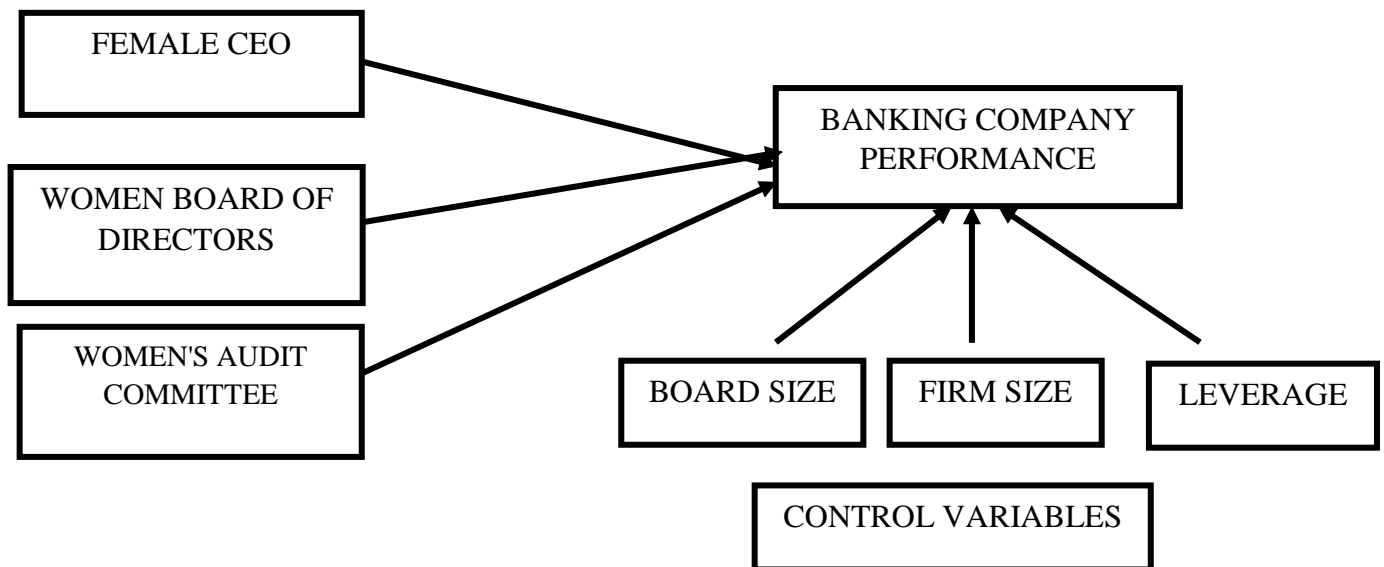 FEMALE CEO
BANKING COMPANY
PERFORMANCE
WOMEN BOARD OF
DIRECTORS
WOMEN'S AUDIT
COMMITTEE
BOARD SIZE
FIRM SIZE
LEVERAGE
CONTROL VARIABLES